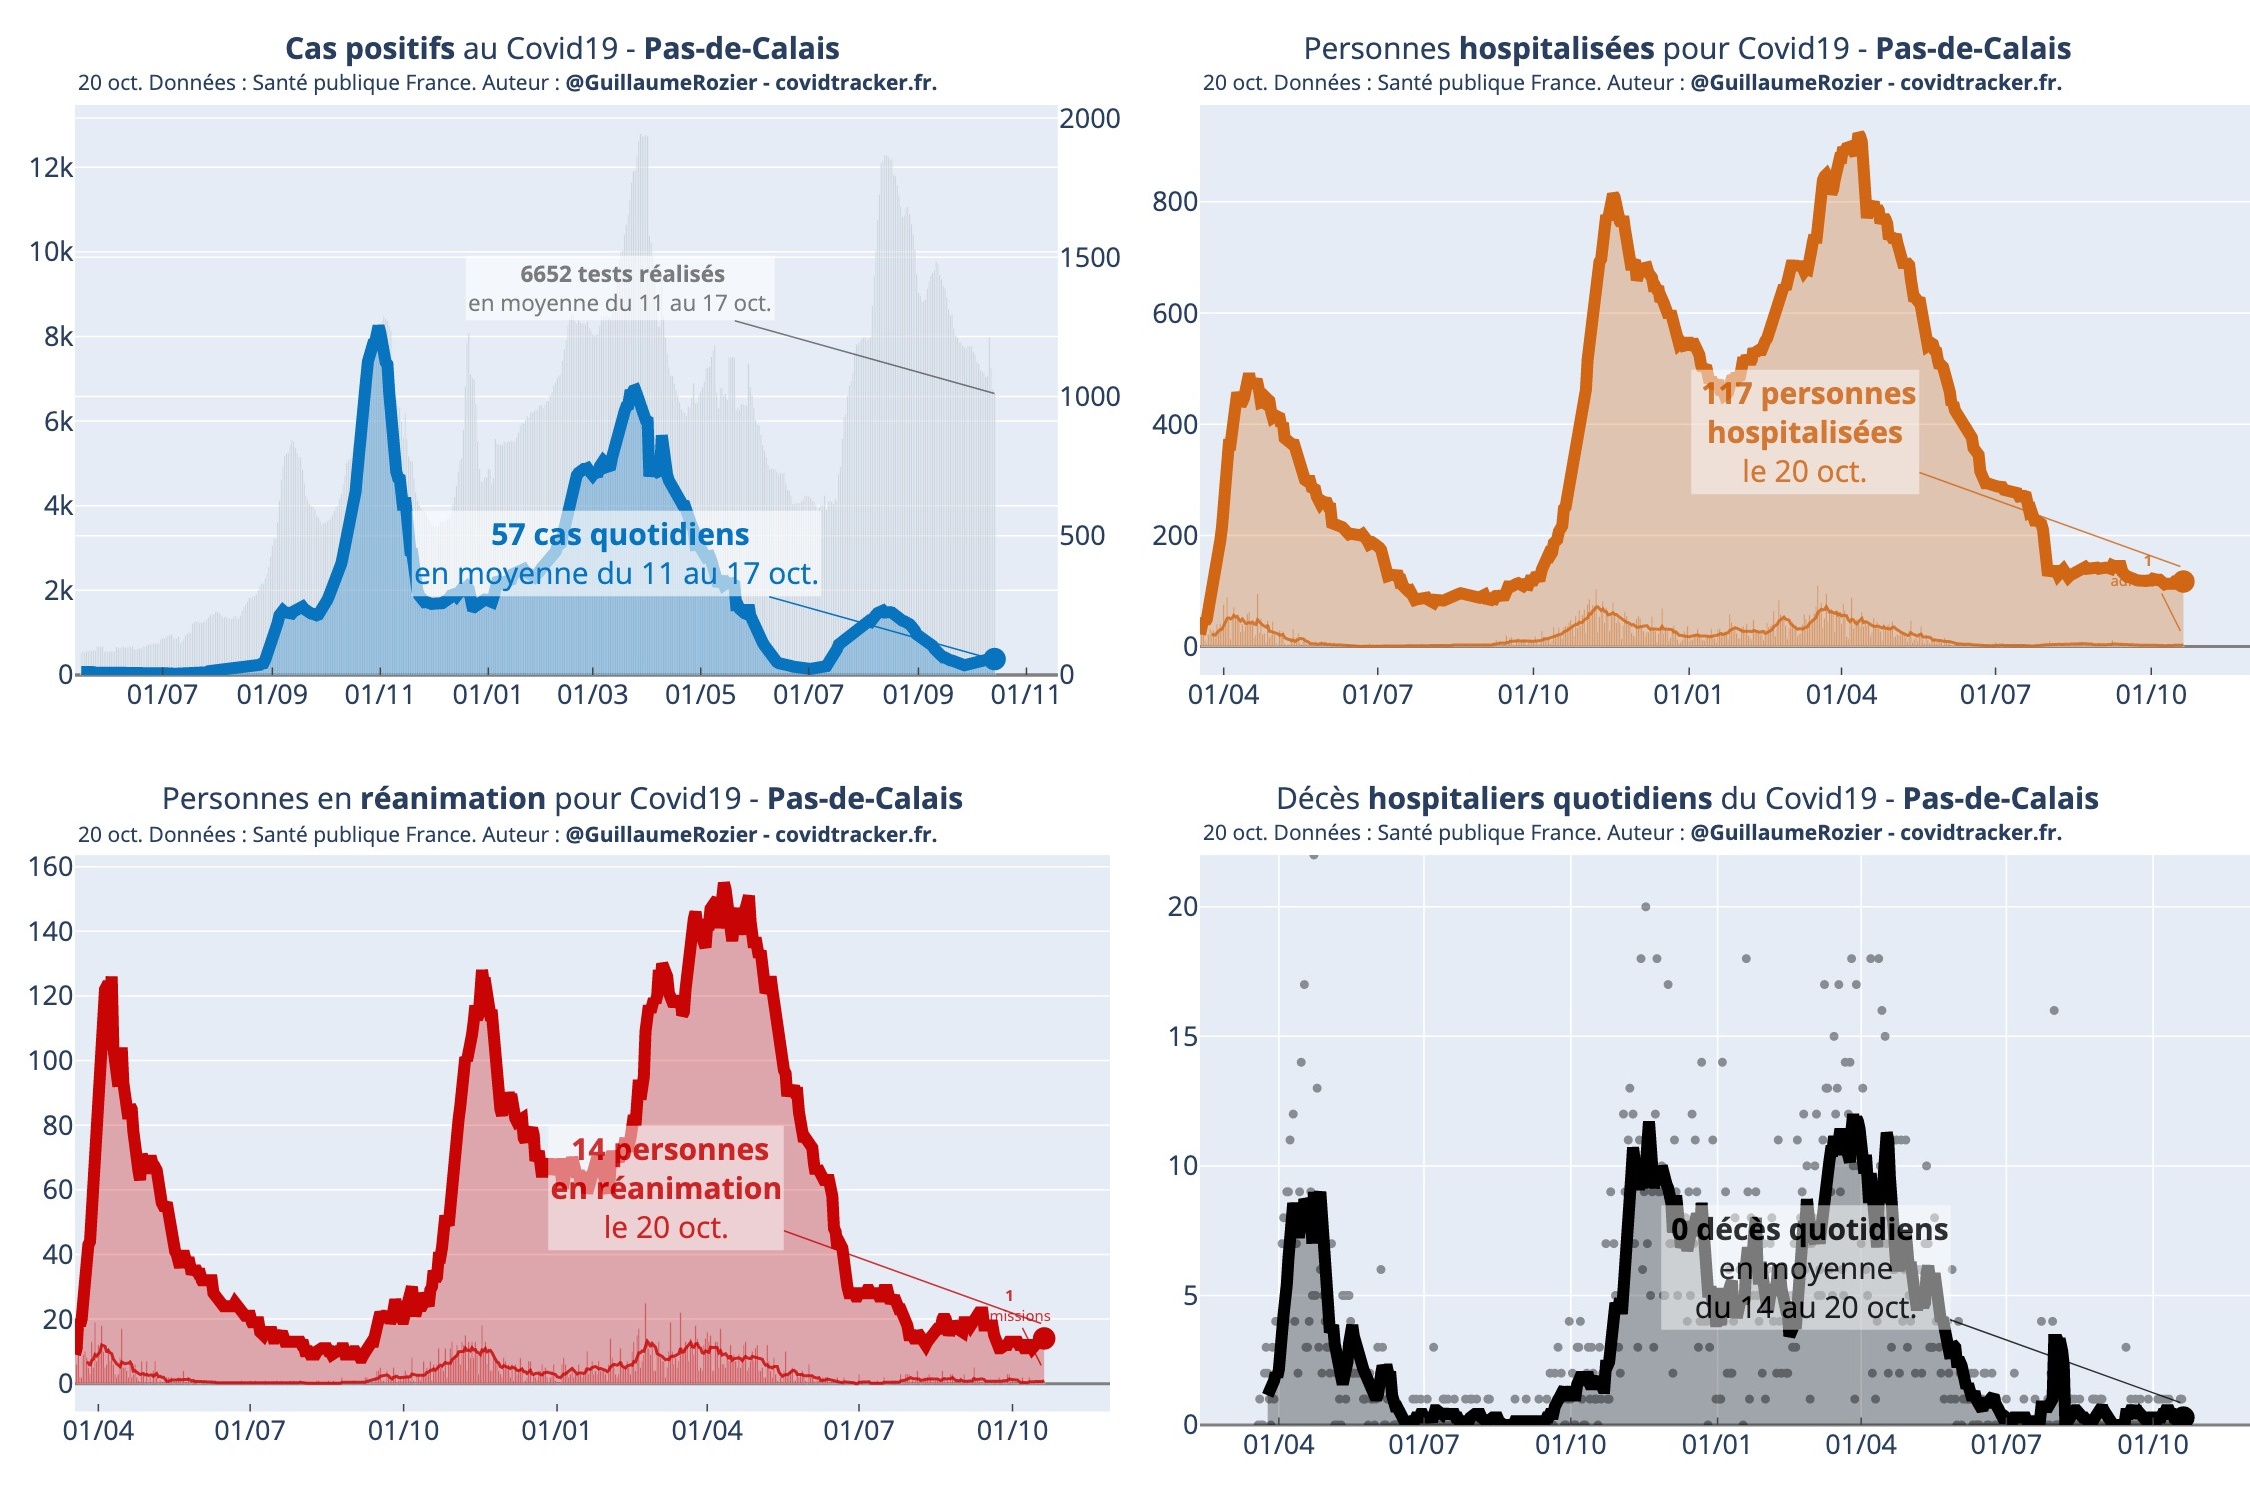 Cas positifs au Covid19 - Pas-de-Calais
20 oct. Données : Santé publique France. Auteur : @GuillaumeRozier - covidtracker.fr.
12k
10k
8k
6k
4k
2k
0
2000
1500
1000
500
0
6652 tests réalisés
en moyenne du 11 au 17 oct.
57 cas quotidiens
en moyenne du 11 au 17 oct.
01/07 01/09 01/11 01/01 01/03 01/05 01/07 01/09 01/11
Personnes hospitalisées pour Covid19 - Pas-de-Calais
20 oct. Données : Santé publique France. Auteur : @GuillaumeRozier - covidtracker.fr.
800
600
400
200
0
117 personnes
hospitalisées
le 20 oct.
1
01/04 01/07 01/10 01/01 01/04 01/07 01/10
Personnes en réanimation pour Covid19 - Pas-de-Calais
20 oct. Données : Santé publique France. Auteur : @GuillaumeRozier - covidtracker.fr.
160
140
120
100
80
60
40
20
0
14 personnes
en réanimation
le 20 oct.
1
missions
01/04 01/07 01/10 01/01 01/04 01/07 01/10
Décès hospitaliers quotidiens du Covid19 - Pas-de-Calais
20 oct. Données : Santé publique France. Auteur : @GuillaumeRozier - covidtracker.fr.
20
15
10
5
0
0 décès quotidiens
en moyenne
du 14 au 20 oct.
01/04 01/07 01/10 01/01 01/04 01/07 01/10